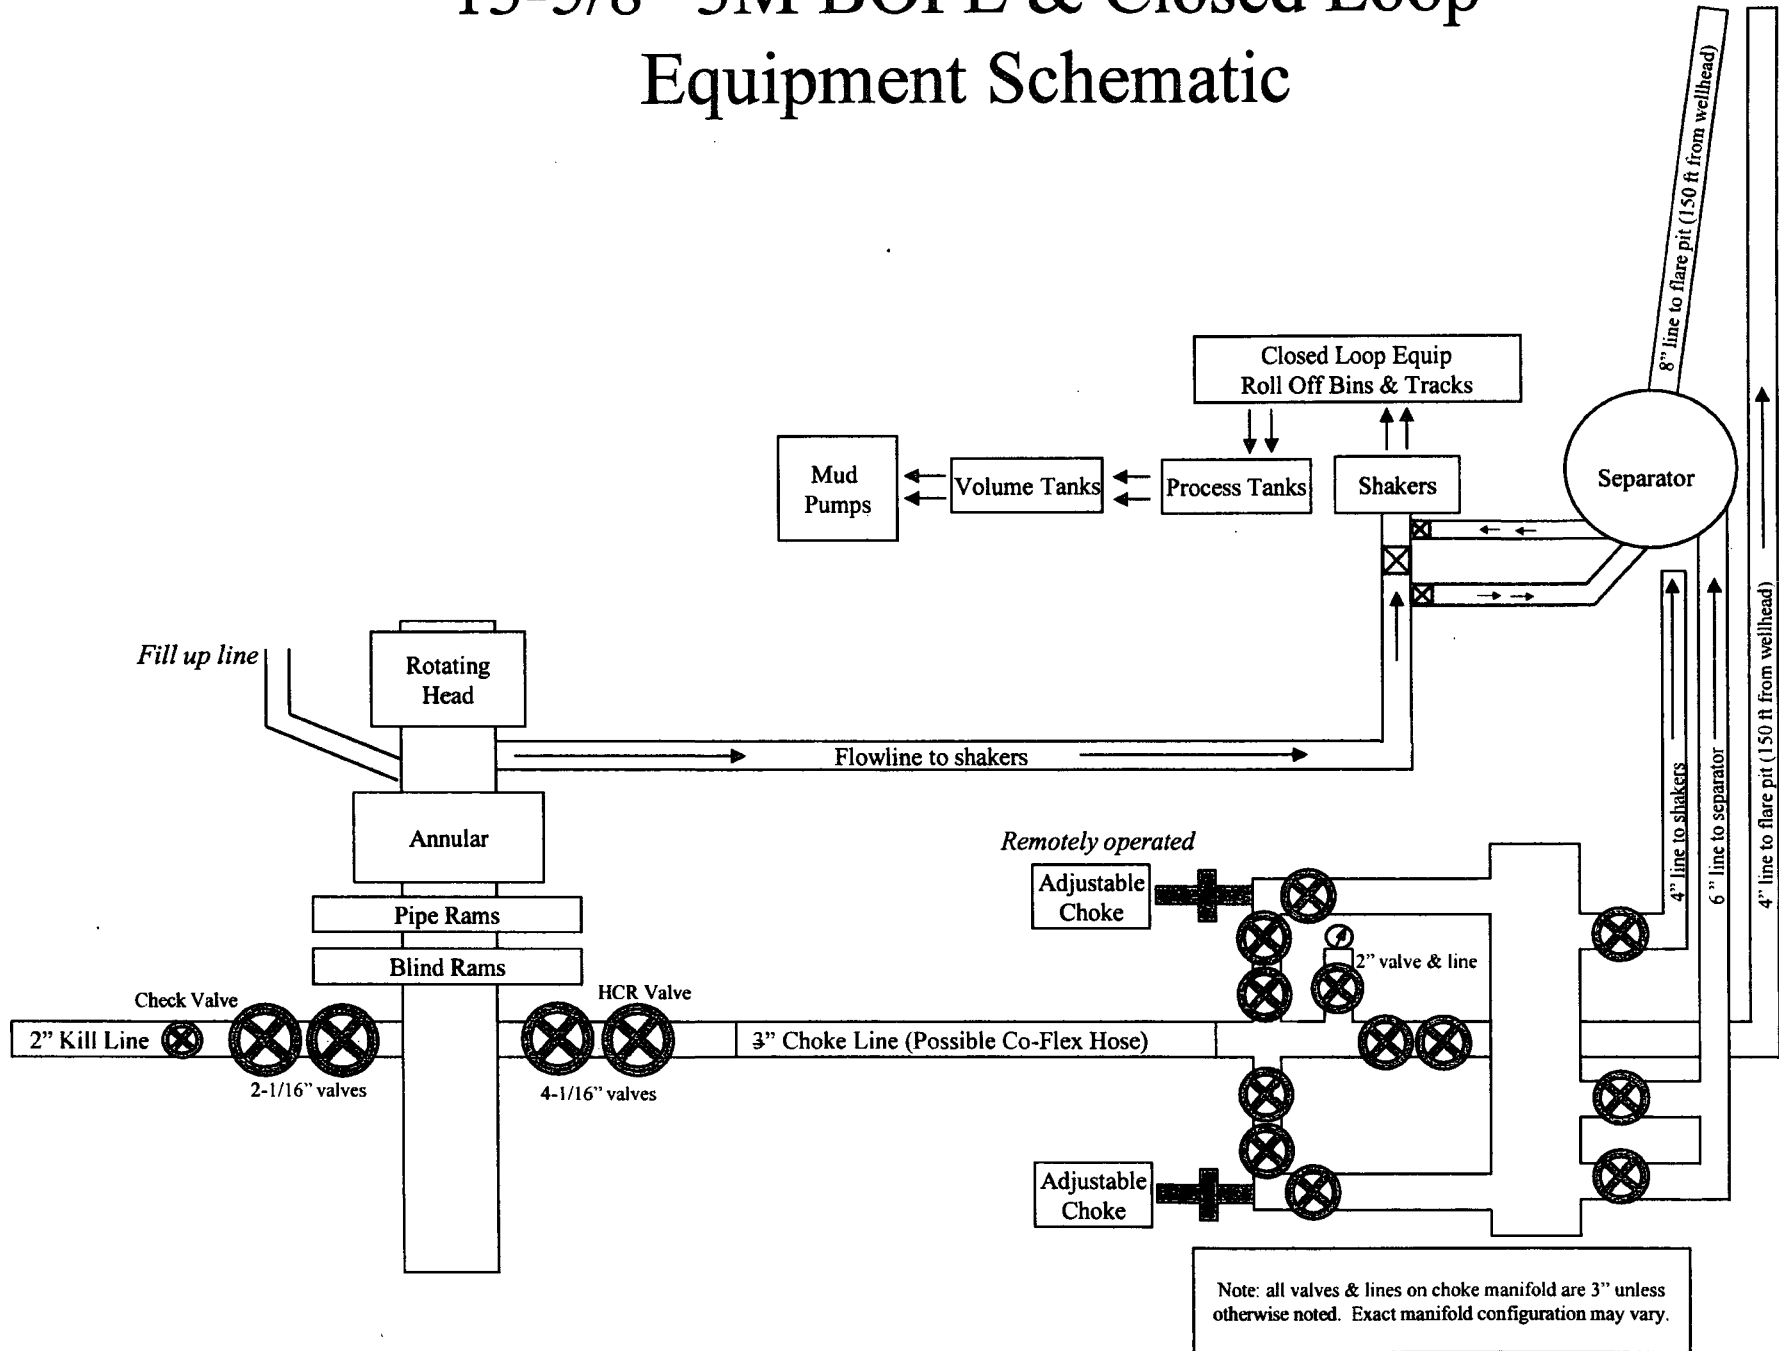 Equipment Schematic
8” line to flare pit (150 ft from wellhead)
Closed Loop Equip
Roll Off Bins & Tracks
Mud
Pumps
Volume Tanks
Process Tanks
Shakers
Separator
Fill up line
Rotating
Head
Flowline to shakers
Annular
Pipe Rams
Blind Rams
Remotely operated
Adjustable
Choke
2” valve & line
4” line to shakers
6” line to separator
4” line to flare pit (150 ft from wellhead)
Check Valve
HCR Valve
2” Kill Line
3” Choke Line (Possible Co-Flex Hose)
2-1/16” valves
4-1/16” valves
Adjustable
Choke
Note: all valves & lines on choke manifold are 3” unless
otherwise noted. Exact manifold configuration may vary.